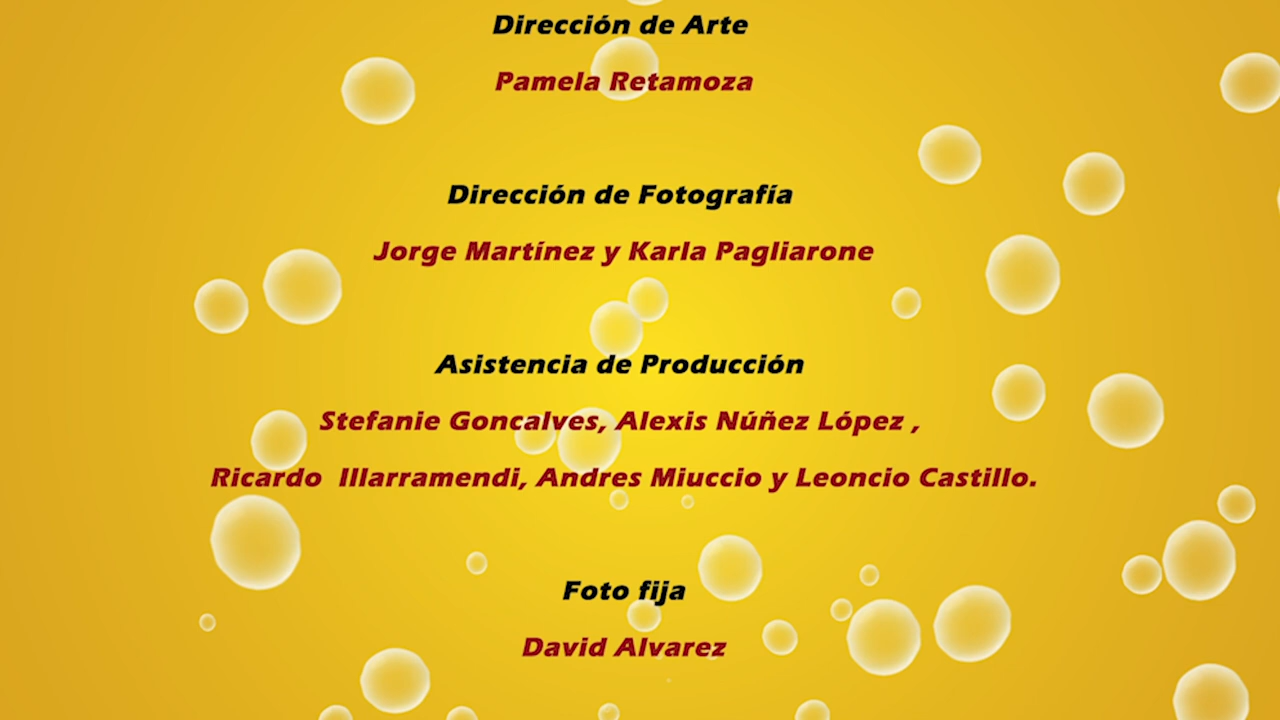 Dirección de Arte
Pamela Retamoza
Dirección de Fotografía
Jorge Martínez y Karla Pagliarone
Asistencia de Producción
Stefanie Goncalves, Alexis Núñez López ,
Ricardo  Illarramendi, Andres Miuccio y Leoncio Castillo.
Foto fija
David Alvarez